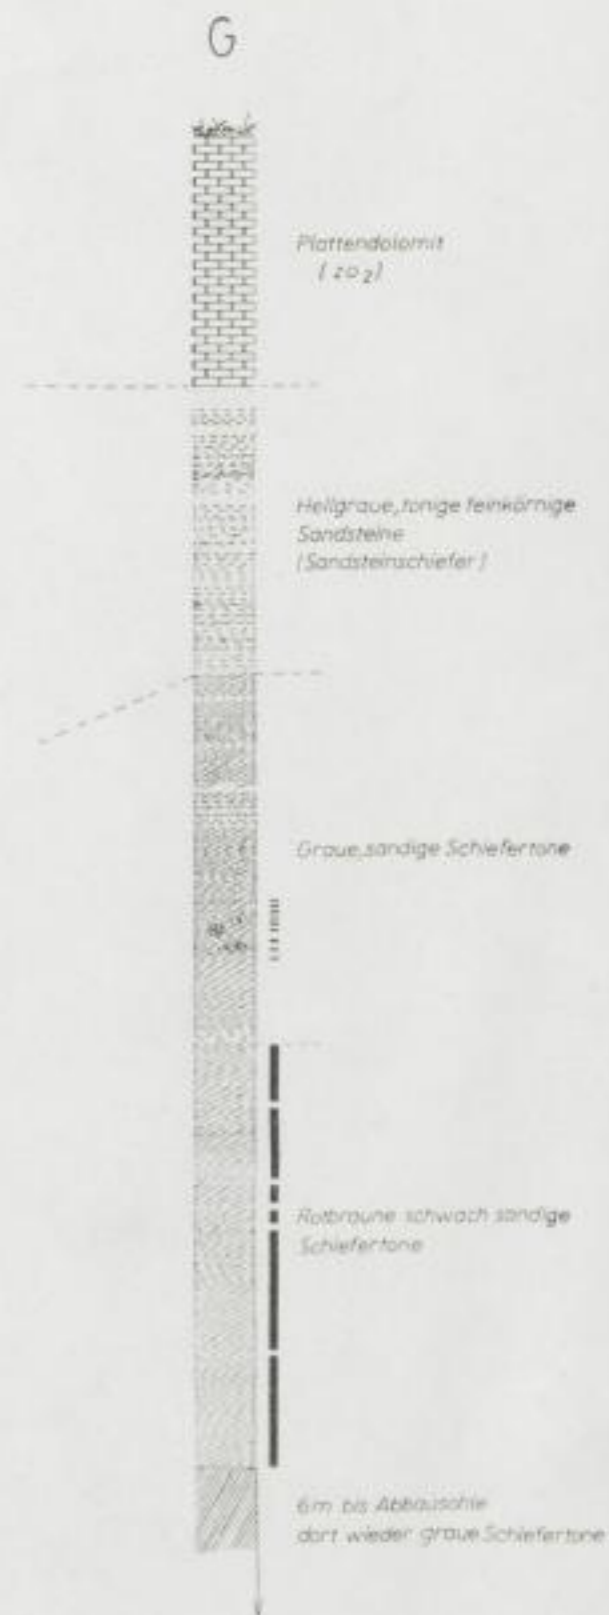 G
Plattendolomit
(zo₂)
Hellgraue, tonige feinkörnige
Sandsteine
(Sandsteinschiefer)
Graue, sandige Schiefertone
Rotbraune schwach sandige
Schiefertone
6m bis Abbausohle
dort wieder graue Schiefertone